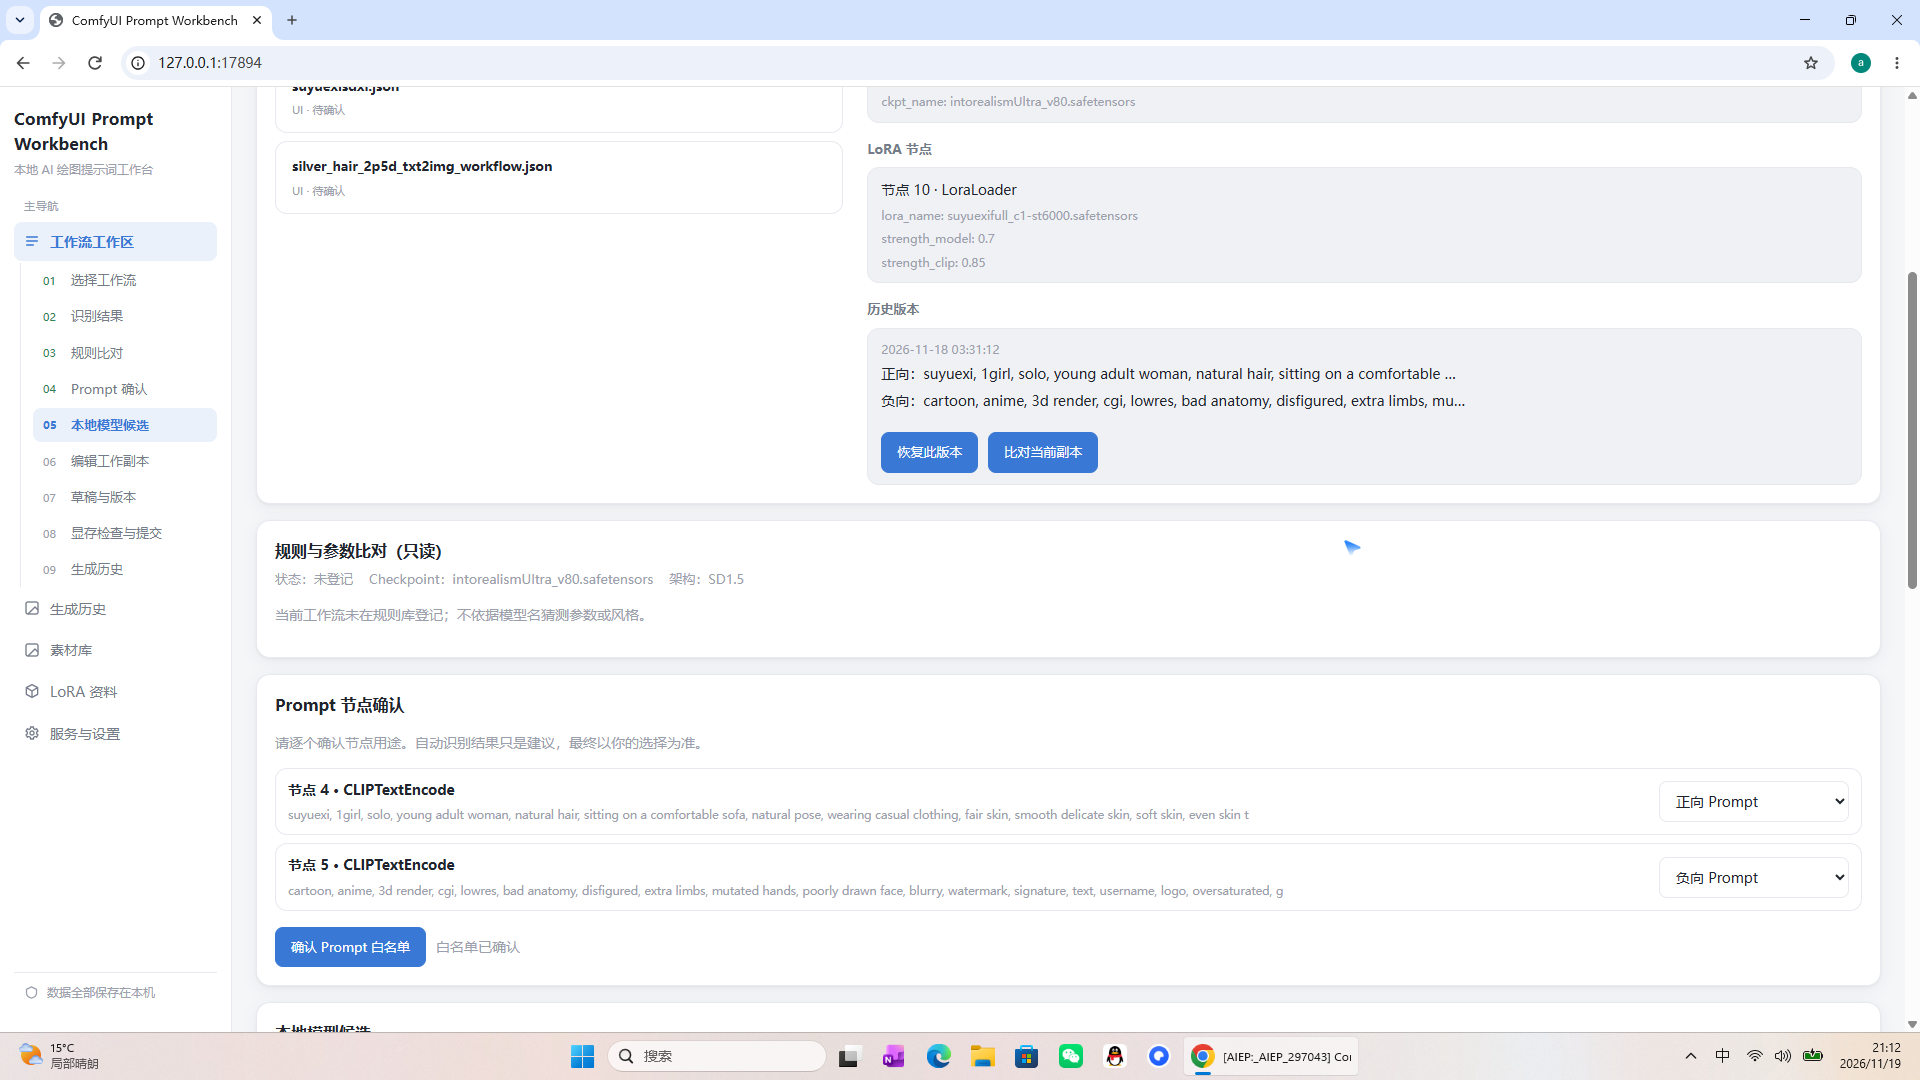 ComfyUI Prompt Workbench
127.0.0.1:17894
a
ComfyUI Prompt
Workbench
本地 AI 绘图提示词工作台
主导航
工作流工作区
01 选择工作流
02 识别结果
03 规则比对
04 Prompt 确认
05 本地模型候选
06 编辑工作副本
07 草稿与版本
08 显存检查与提交
09 生成历史
生成历史
素材库
LoRA 资料
服务与设置
数据全部保存在本机
UI · 待确认
silver_hair_2p5d_txt2img_workflow.json
UI · 待确认
ckpt_name: intorealismUltra_v80.safetensors
LoRA 节点
节点 10 · LoraLoader
lora_name: suyuexifull_c1-st6000.safetensors
strength_model: 0.7
strength_clip: 0.85
历史版本
2026-11-18 03:31:12
正向：suyuexi, 1girl, solo, young adult woman, natural hair, sitting on a comfortable ...
负向：cartoon, anime, 3d render, cgi, lowres, bad anatomy, disfigured, extra limbs, mu...
恢复此版本 比对当前副本
规则与参数比对（只读）
状态：未登记 Checkpoint：intorealismUltra_v80.safetensors 架构：SD1.5
当前工作流未在规则库登记；不依据模型名猜测参数或风格。
Prompt 节点确认
请逐个确认节点用途。自动识别结果只是建议，最终以你的选择为准。
节点 4 • CLIPTextEncode
suyuexi, 1girl, solo, young adult woman, natural hair, sitting on a comfortable sofa, natural pose, wearing casual clothing, fair skin, smooth delicate skin, soft skin, even skin t
正向 Prompt
节点 5 • CLIPTextEncode
cartoon, anime, 3d render, cgi, lowres, bad anatomy, disfigured, extra limbs, mutated hands, poorly drawn face, blurry, watermark, signature, text, username, logo, oversaturated, g
负向 Prompt
确认 Prompt 白名单 白名单已确认
本地模型候选
15°C
局部晴朗
搜索
[AIEP:_AIEP_297043] Cor
中
21:12
2026/11/19